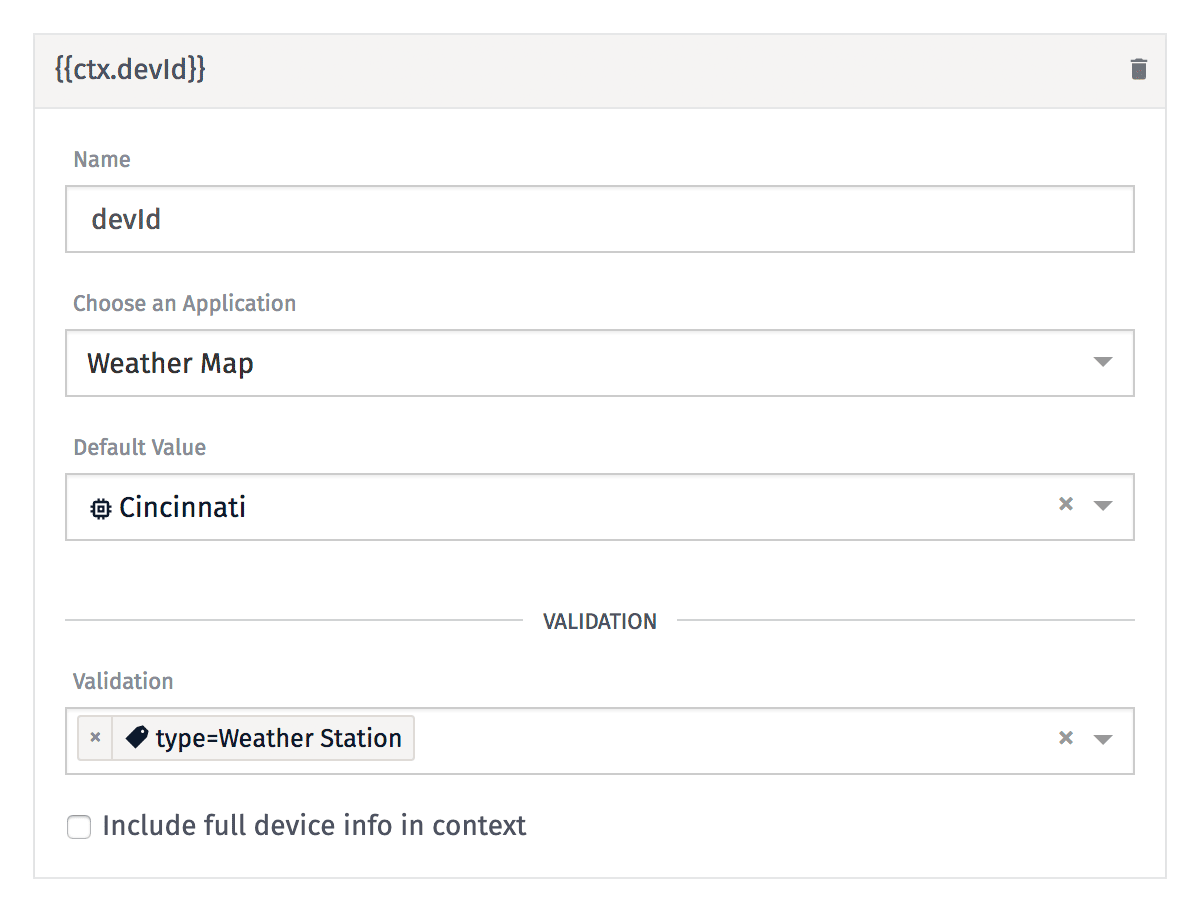 {{ctx.devId}}
Name
devId
Choose an Application
Weather Map
Default Value
Cincinnati
VALIDATION
Validation
type=Weather Station
Include full device info in context